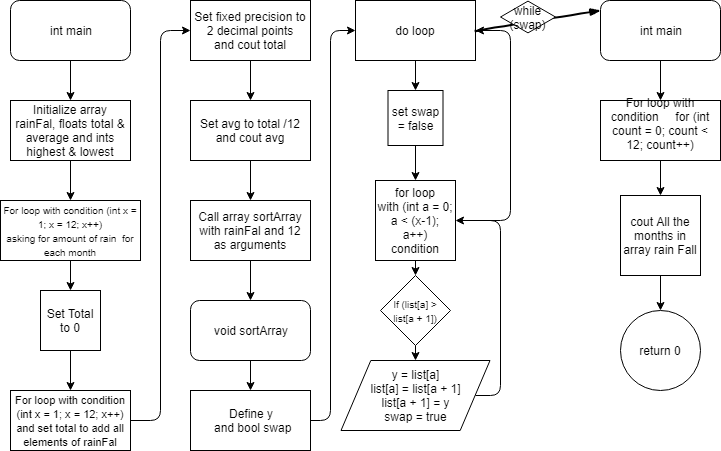 int main
Initialize array
rainFal, floats total &
average and ints
highest & lowest
For loop with condition (int x =
1; x = 12; x++)
asking for amount of rain for
each month
Set Total
to 0
For loop with condition
(int x = 1; x = 12; x++)
and set total to add all
elements of rainFal
Set fixed precision to
2 decimal points
and cout total
Set avg to total /12
and cout avg
Call array sortArray
with rainFal and 12
as arguments
void sortArray
Define y
and bool swap
do loop
set swap
= false
for loop
with (int a = 0;
a < (x-1);
a++)
condition
If (list[a] >
list[a + 1])
y = list[a]
list[a] = list[a + 1]
list[a + 1] = y
swap = true
while
(swap)
int main
For loop with
condition for (int
count = 0; count <
12; count++)
cout All the
months in
array rain Fall
return 0